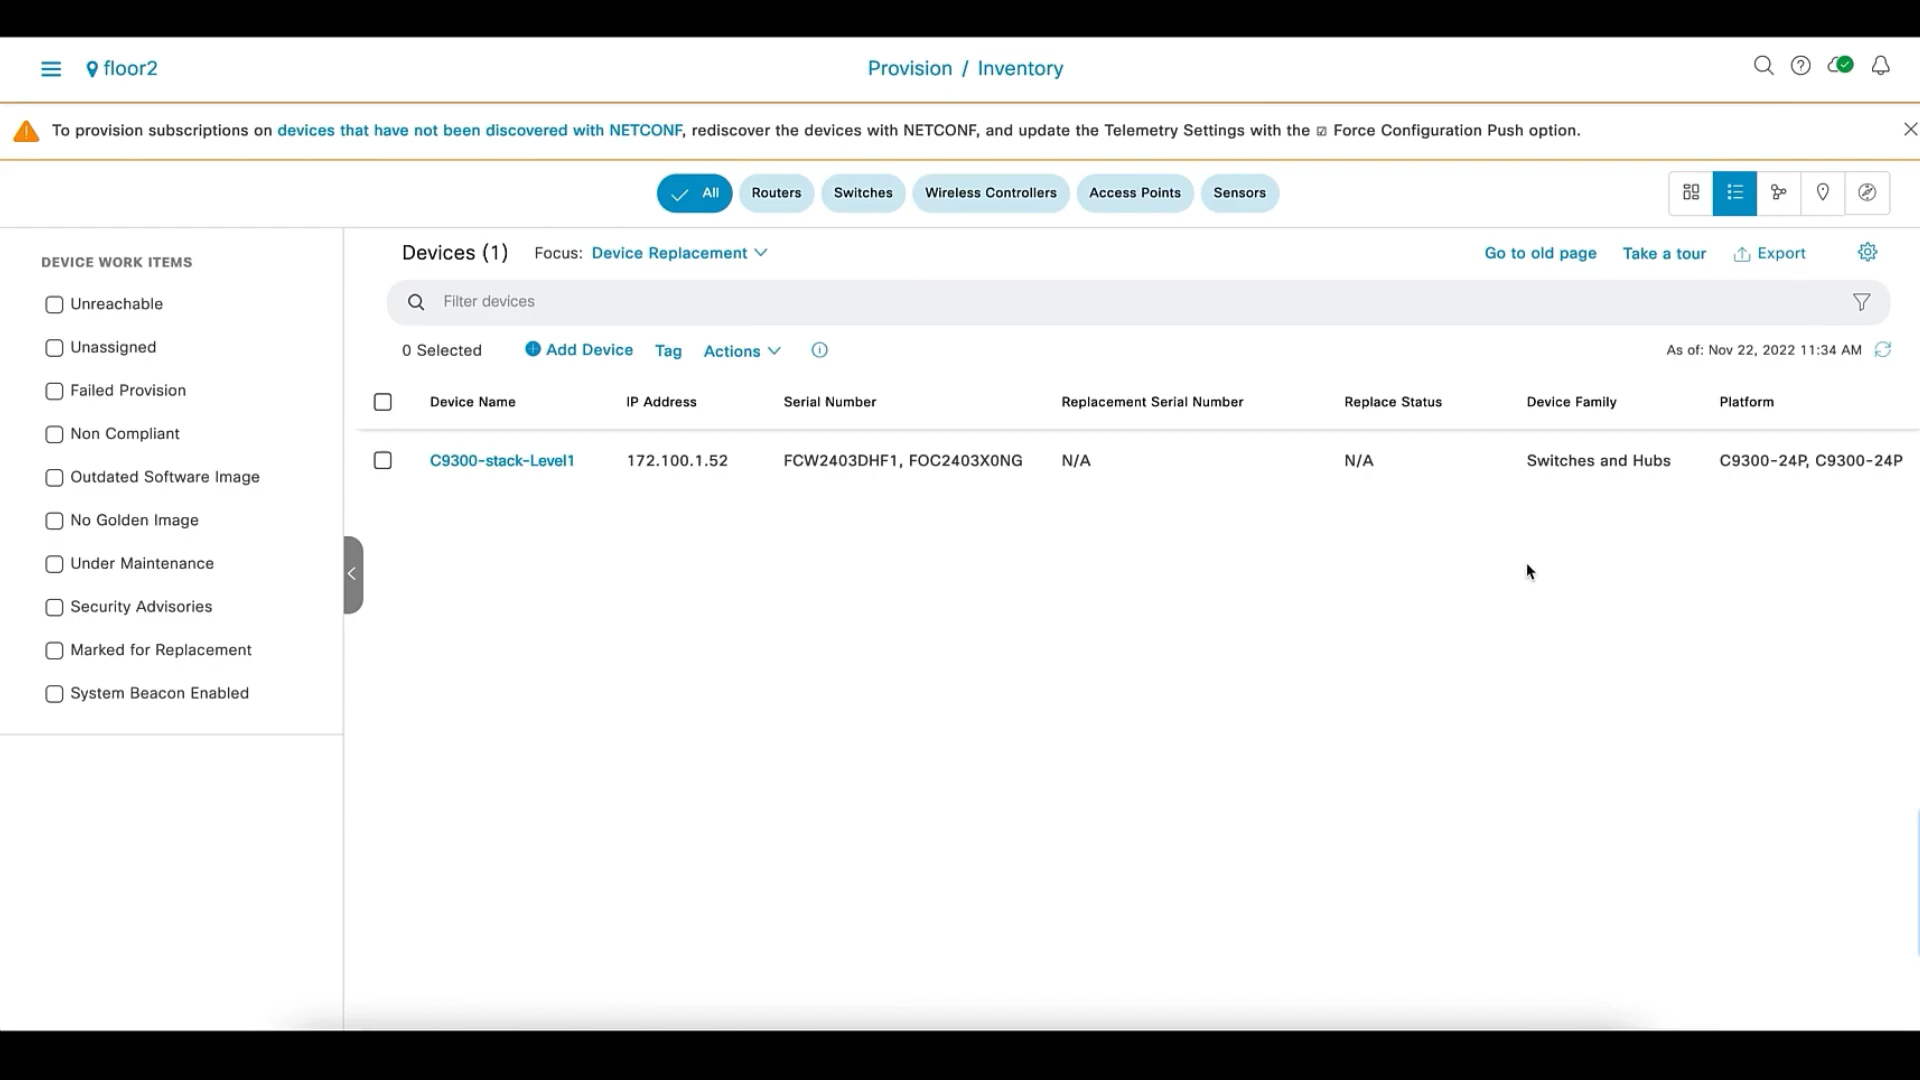 floor2
Provision / Inventory
To provision subscriptions on devices that have not been discovered with NETCONF, rediscover the devices with NETCONF, and update the Telemetry Settings with the ☑ Force Configuration Push option.
All Routers Switches Wireless Controllers Access Points Sensors
DEVICE WORK ITEMS
Unreachable
Unassigned
Failed Provision
Non Compliant
Outdated Software Image
No Golden Image
Under Maintenance
Security Advisories
Marked for Replacement
System Beacon Enabled
Devices (1) Focus: Device Replacement Go to old page Take a tour Export
Filter devices
0 Selected Add Device Tag Actions As of: Nov 22, 2022 11:34 AM
Device Name IP Address Serial Number Replacement Serial Number Replace Status Device Family Platform
C9300-stack-Level1 172.100.1.52 FCW2403DHF1, FOC2403X0NG N/A N/A Switches and Hubs C9300-24P, C9300-24P